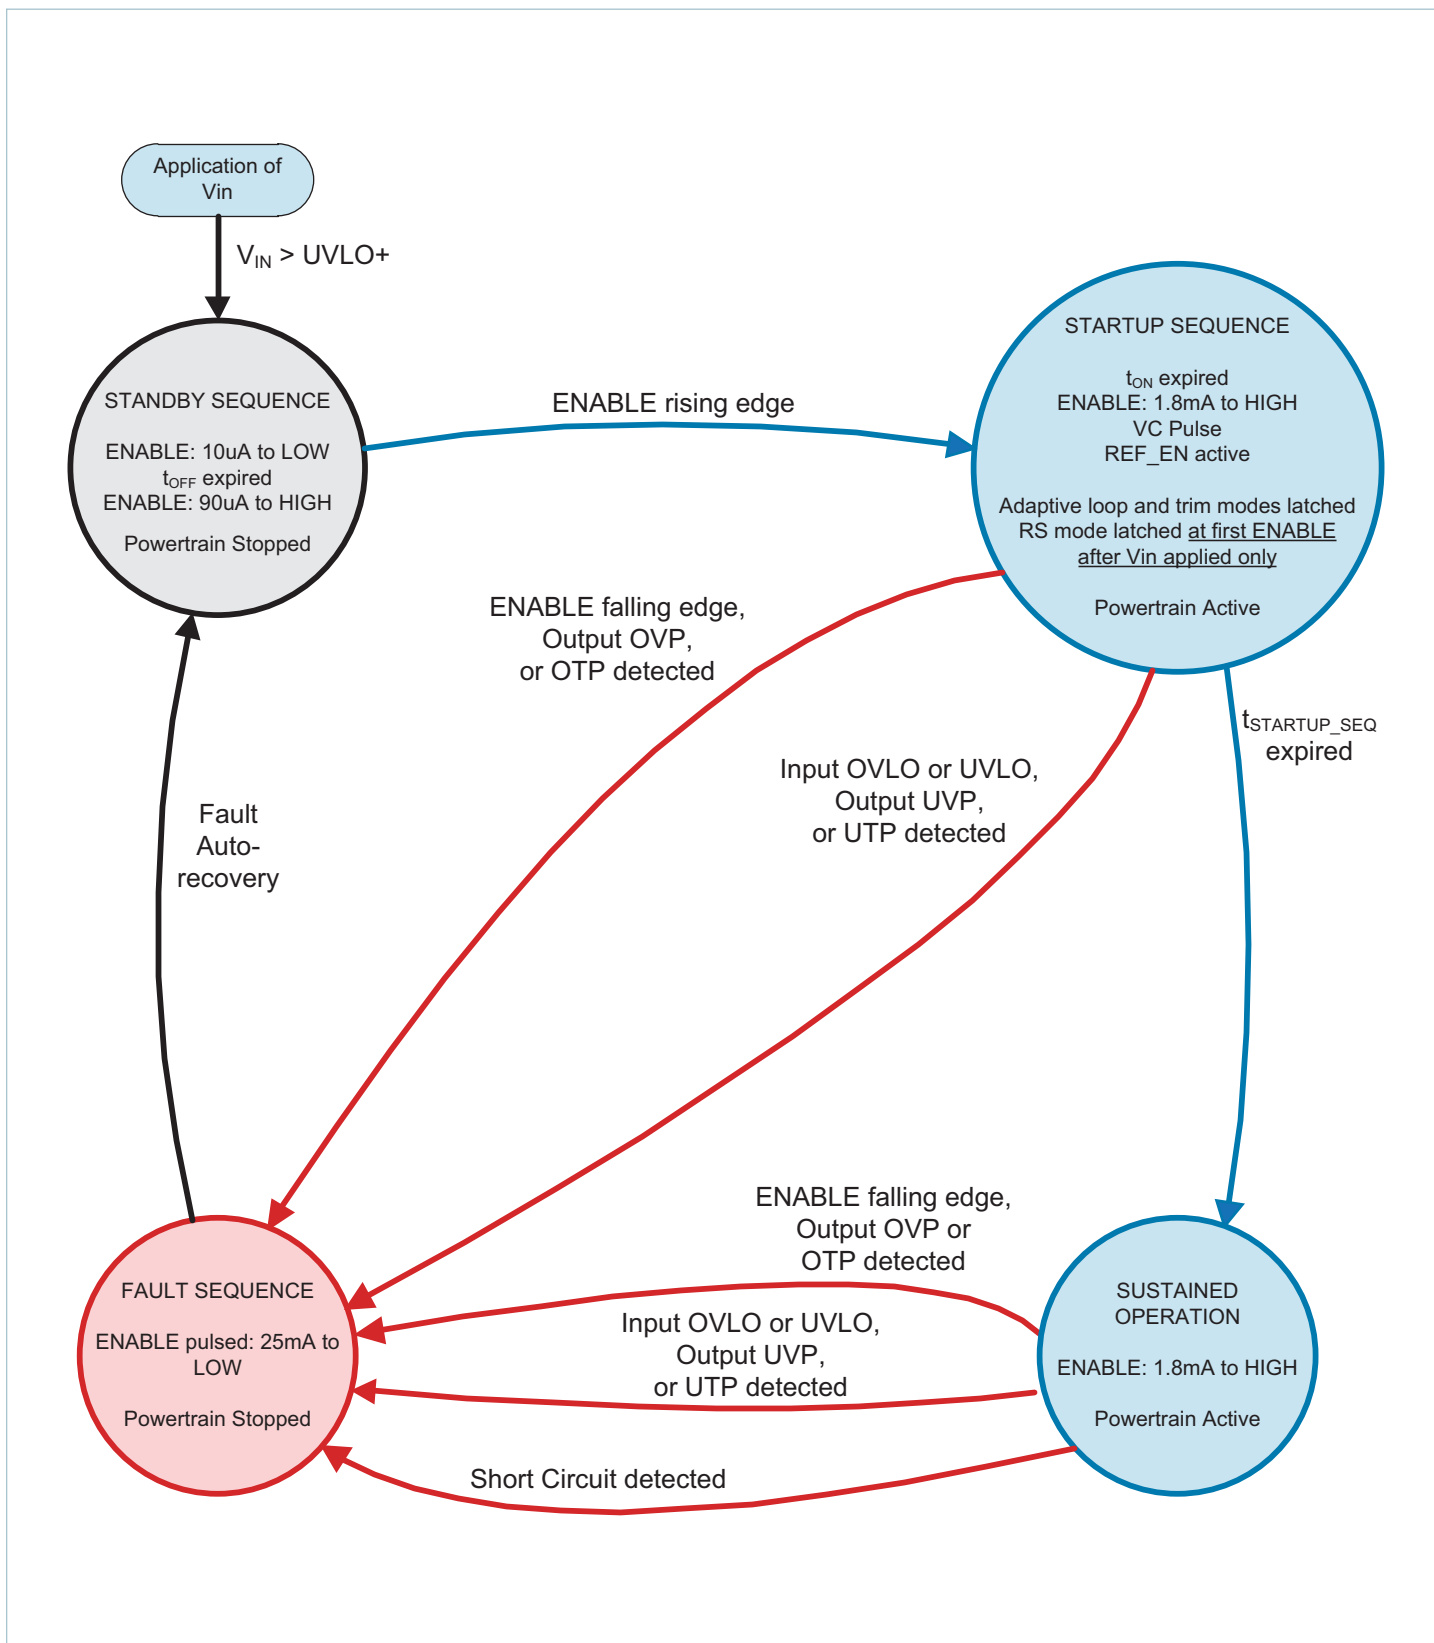 Application of
Vin
V_IN > UVLO+
STANDBY SEQUENCE
ENABLE: 10uA to LOW
t_OFF expired
ENABLE: 90uA to HIGH
Powertrain Stopped
ENABLE rising edge
STARTUP SEQUENCE
t_ON expired
ENABLE: 1.8mA to HIGH
VC Pulse
REF_EN active
Adaptive loop and trim modes latched
RS mode latched at first ENABLE
after Vin applied only
Powertrain Active
ENABLE falling edge,
Output OVP,
or OTP detected
Input OVLO or UVLO,
Output UVP,
or UTP detected
t_STARTUP_SEQ
expired
Fault
Auto-
recovery
ENABLE falling edge,
Output OVP or
OTP detected
Input OVLO or UVLO,
Output UVP,
or UTP detected
Short Circuit detected
FAULT SEQUENCE
ENABLE pulsed: 25mA to
LOW
Powertrain Stopped
SUSTAINED
OPERATION
ENABLE: 1.8mA to HIGH
Powertrain Active